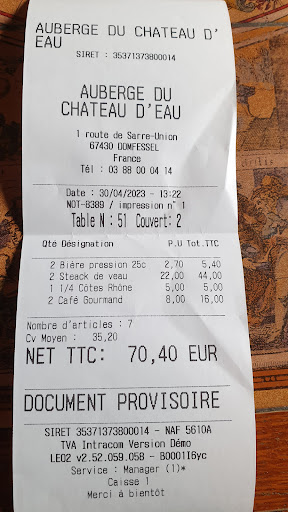 AUBERGE DU CHATEAU D'
EAU
SIRET : 35371373800014
AUBERGE DU
CHATEAU D'EAU
1 route de Sarre-Union
67430 DOMFESSEL
France
Tél : 03 88 00 04 14
Date : 30/04/2023 - 13:22
NOT-8389 / impression n° 1
Table N : 51 Couvert: 2
Qté Désignation P.U Tot.TTC
2 Bière pression 25c 2,70 5,40
2 Steack de veau 22,00 44,00
1 1/4 Côtes Rhône 5,00 5,00
2 Café Gourmand 8,00 16,00
Nombre d'articles : 7
Cv Moyen : 35,20
NET TTC: 70,40 EUR
DOCUMENT PROVISOIRE
SIRET 35371373800014 - NAF 5610A
TVA Intracom Version Démo
LEO2 v2.52.059.058 - B0001I6yc
Service : Manager (1)*
Caisse 1
Merci à bientôt